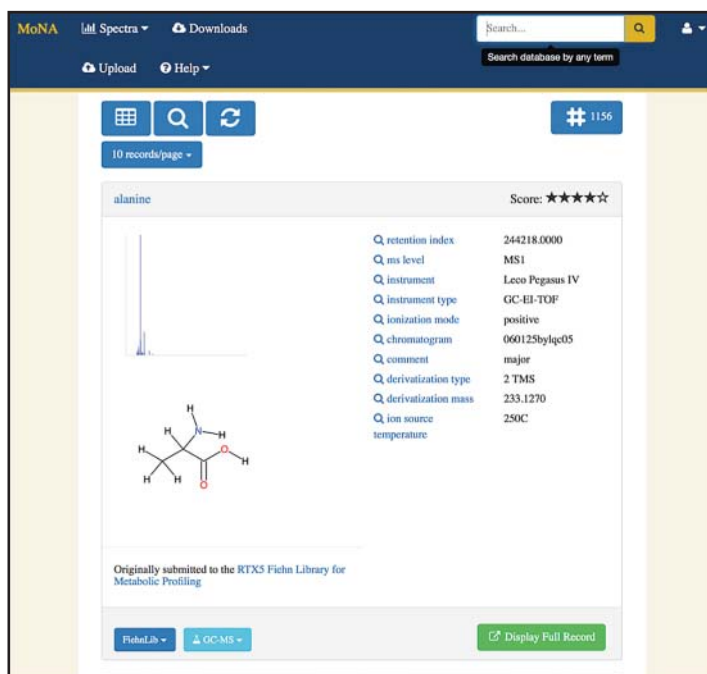 MoNA Spectra Downloads Search...
Search database by any term
Upload Help
1156
10 records/page
alanine Score:
retention index 244218.0000
ms level MS1
instrument Leco Pegasus IV
instrument type GC-EI-TOF
ionization mode positive
chromatogram 060125bylqc05
comment major
derivatization type 2 TMS
derivatization mass 233.1270
ion source 250C
temperature
H
H N H
H O H
H H O
Originally submitted to the RTX5 Fiehn Library for
Metabolic Profiling
FiehnLib GC-MS Display Full Record